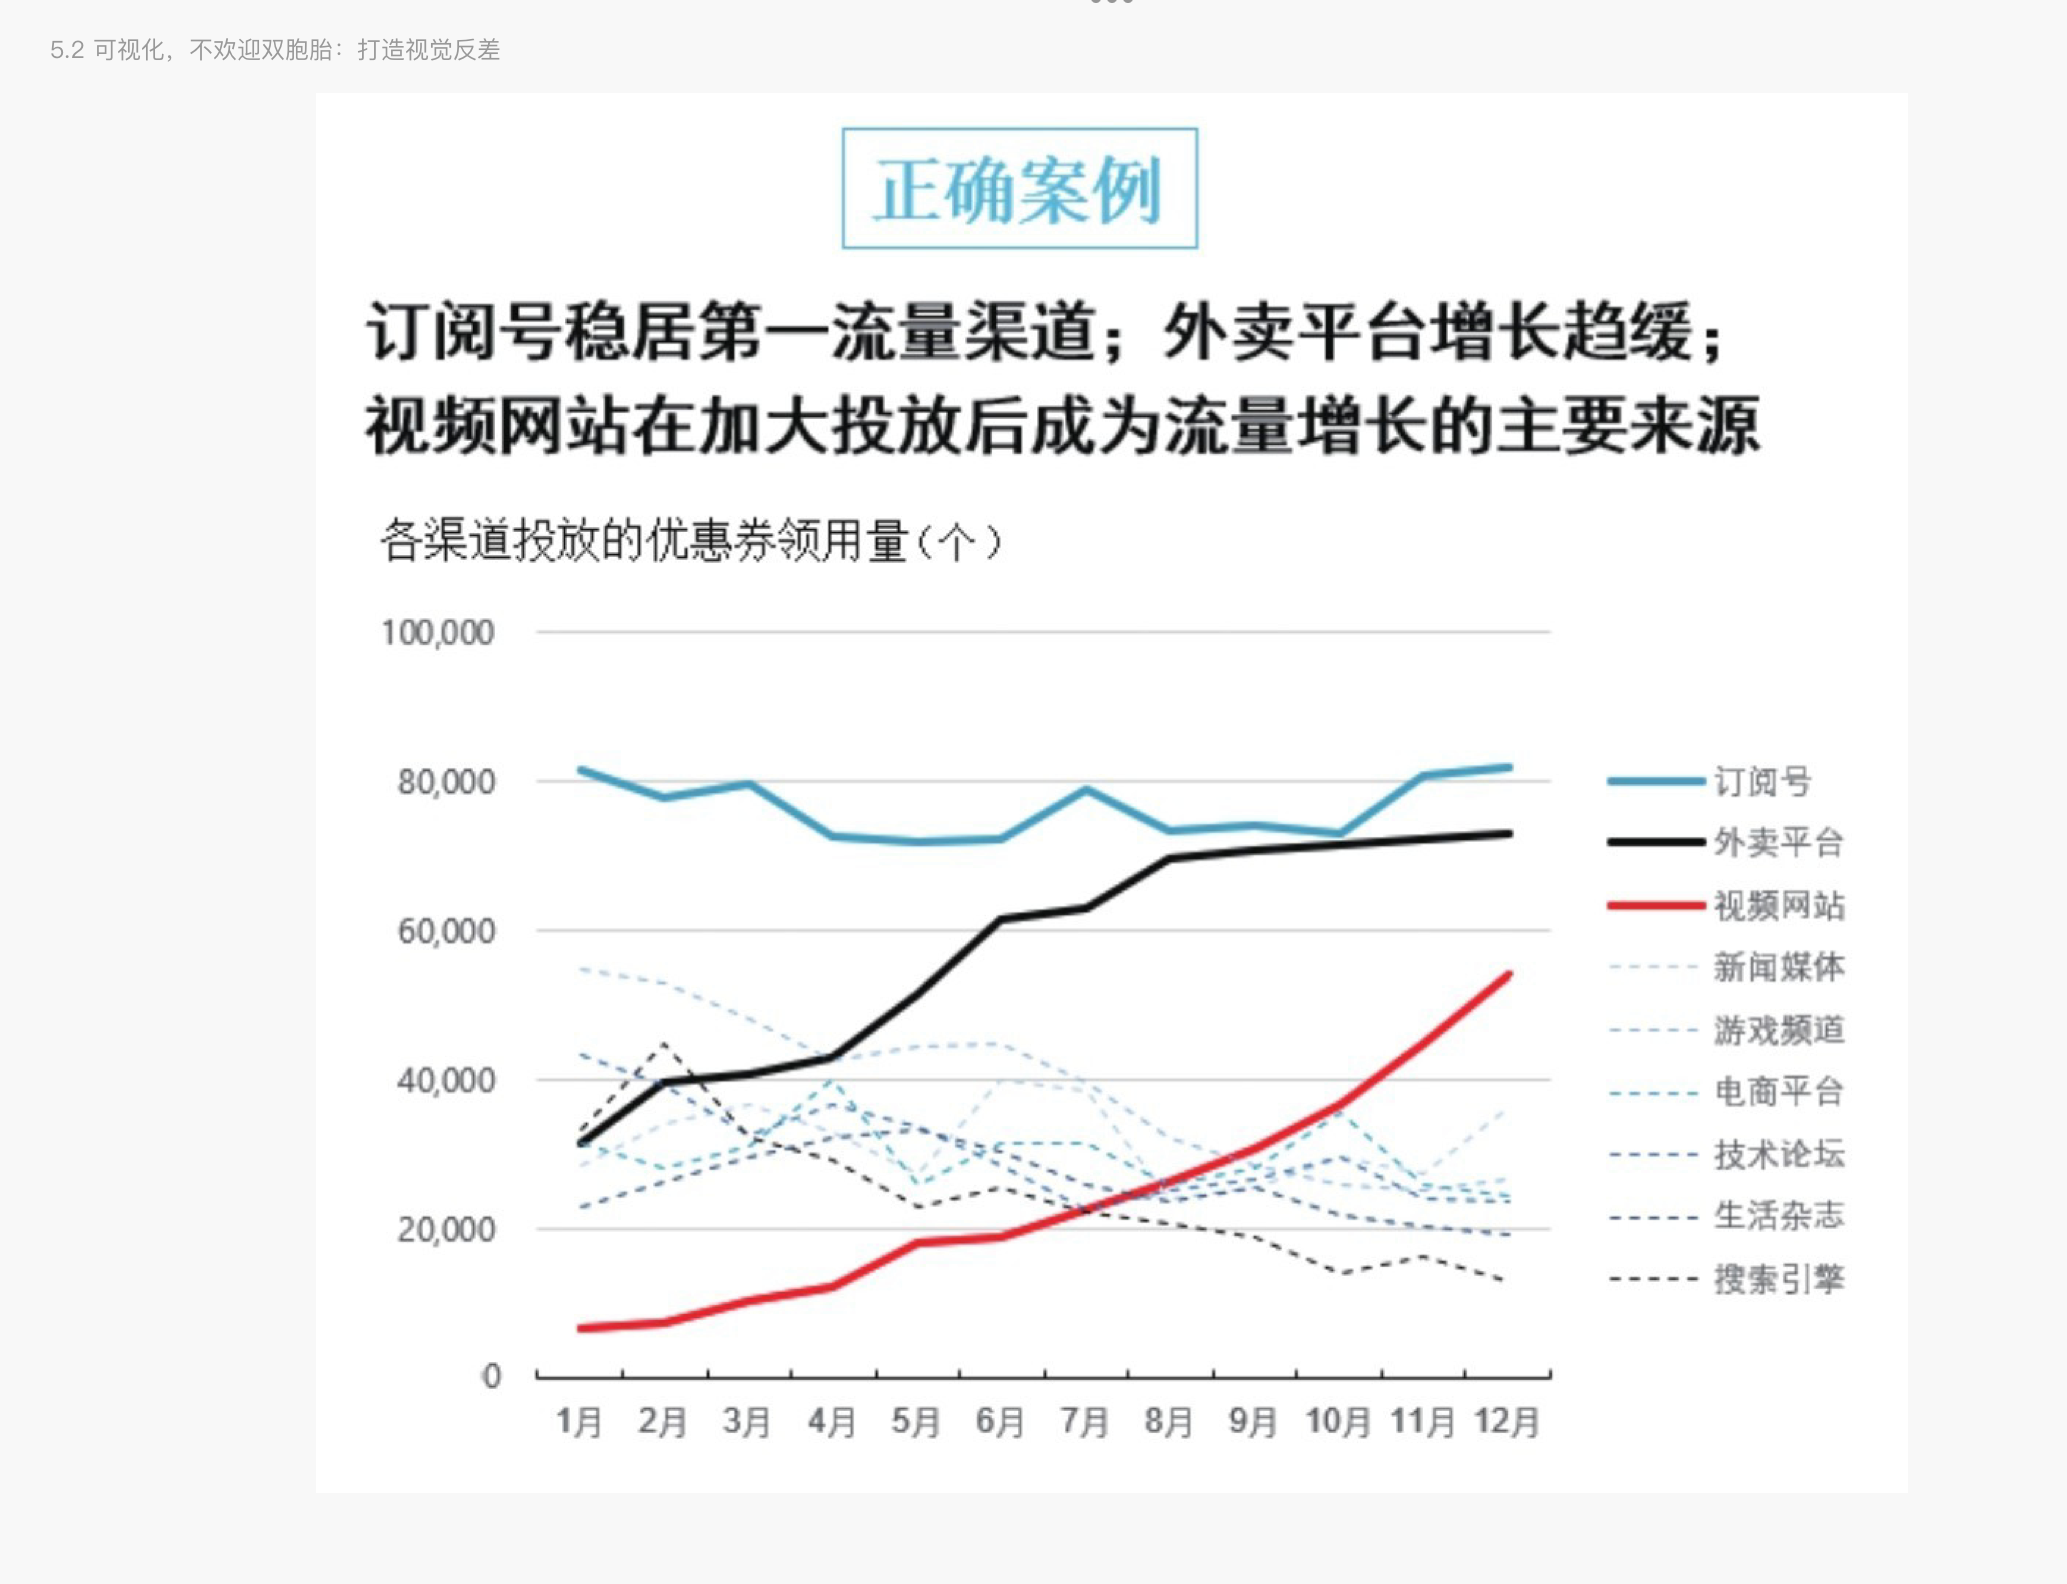 5.2 可视化，不欢迎双胞胎：打造视觉反差
正确案例
订阅号稳居第一流量渠道；外卖平台增长趋缓；
视频网站在加大投放后成为流量增长的主要来源
各渠道投放的优惠券领用量（个）
100,000
80,000
60,000
40,000
20,000
0
1月 2月 3月 4月 5月 6月 7月 8月 9月 10月 11月 12月
订阅号
外卖平台
视频网站
新闻媒体
游戏频道
电商平台
技术论坛
生活杂志
搜索引擎